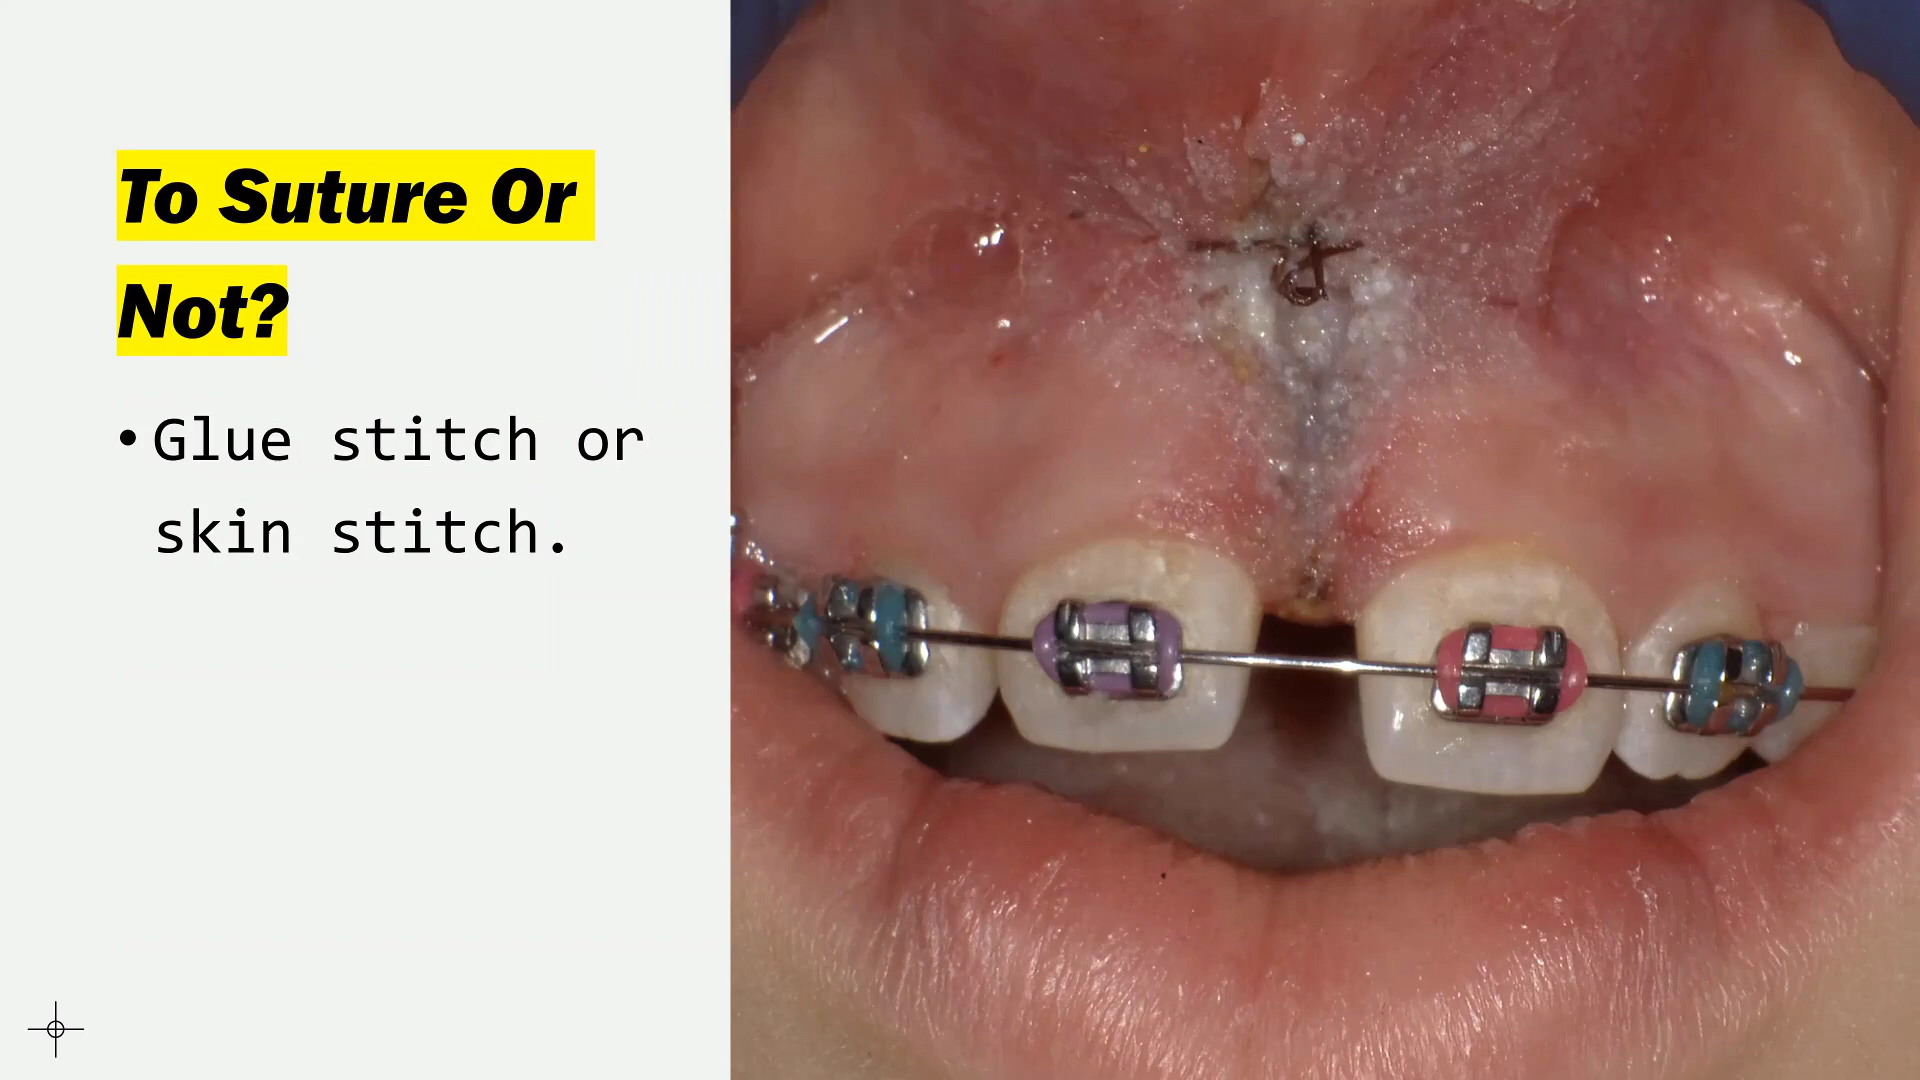 To Suture Or
Not?
• Glue stitch or
skin stitch.